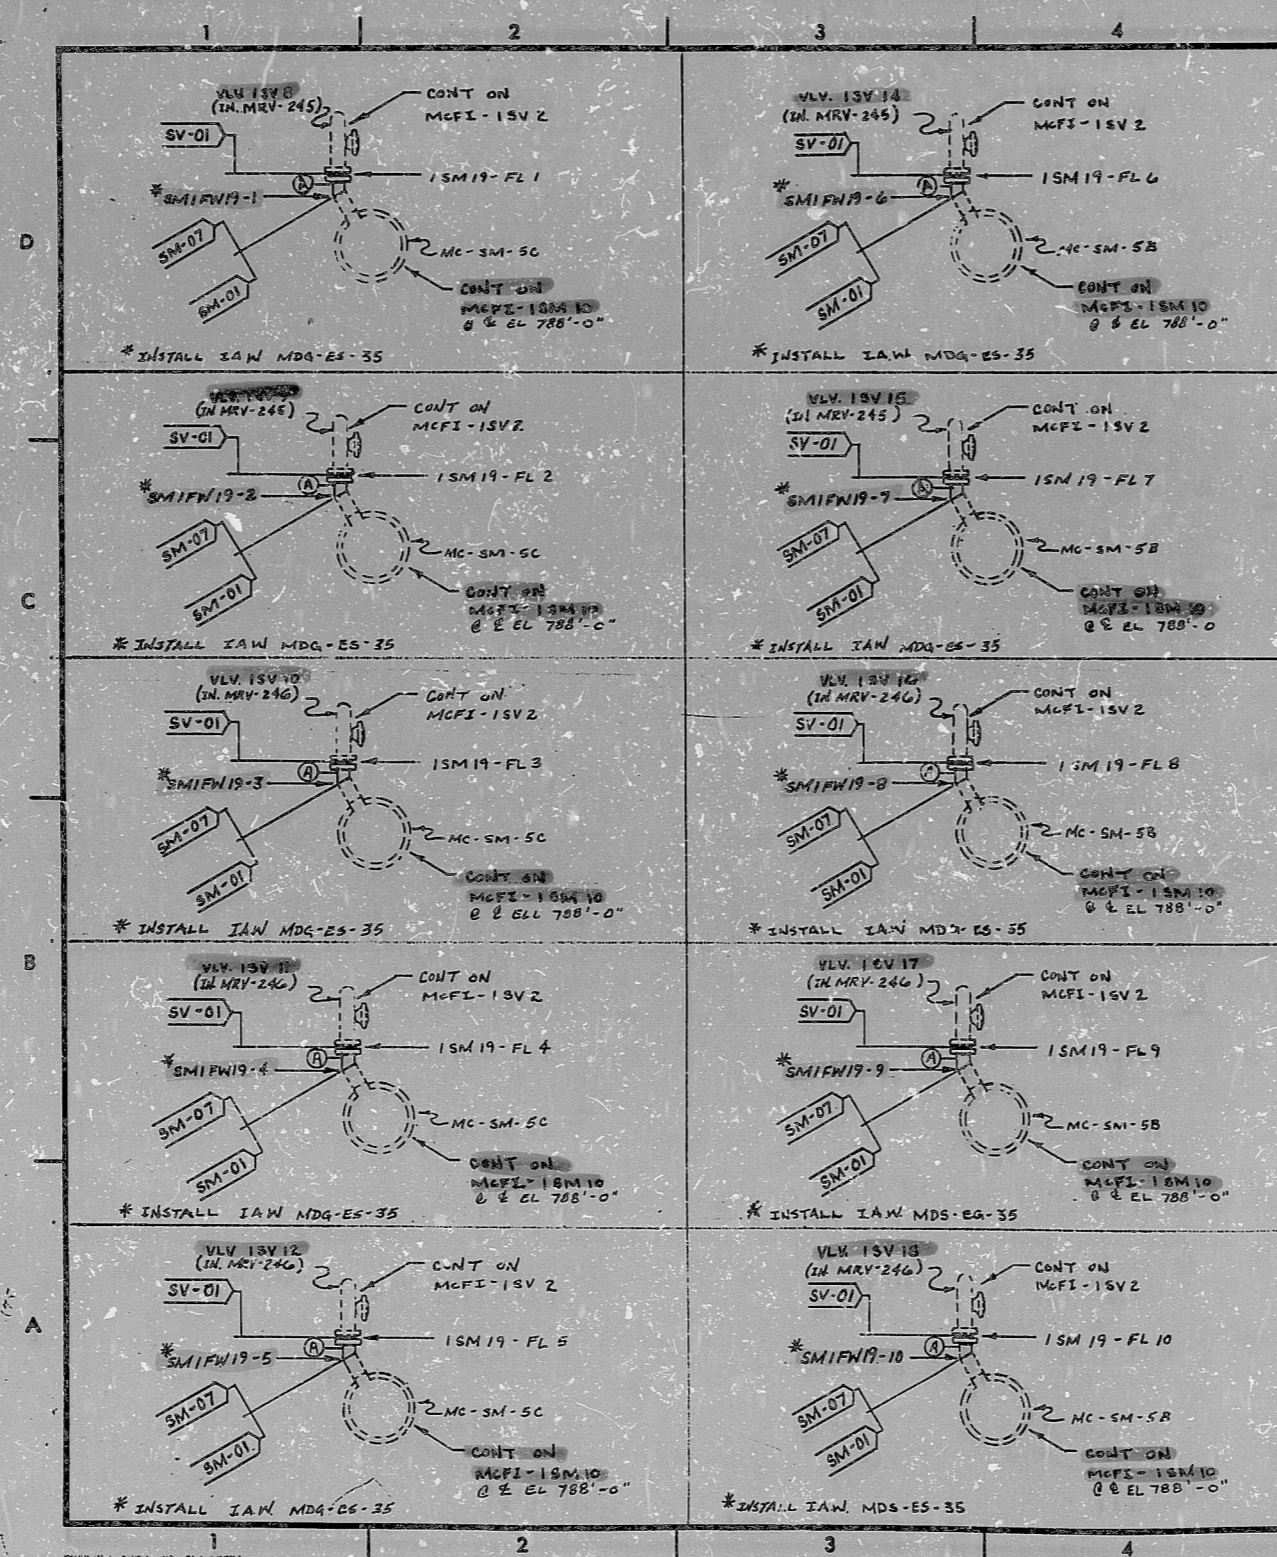 1 2 3 4
VLV 1SV 8
(IN. MRV-245)
CONT ON
MCFI-1SV 2
SV-01
A
1SM19-FL 1
*SM1FW19-1
SM-07
SM-01
MC-SM-5C
CONT ON
MCFI-1SM 10
@ ℄ EL 788'-0"
*INSTALL IAW MDG-ES-35
VLV. 1SV 14
(IN. MRV-245)
CONT ON
MCFI-1SV 2
SV-01
A
1SM19-FL 6
*SM1FW19-6
SM-07
SM-01
MC-SM-5B
CONT ON
MCFI-1SM 10
@ ℄ EL 788'-0"
*INSTALL IAW MDG-ES-35
D
VLV.
(IN MRV-245)
CONT ON
MCFI-1SV2
SV-01
A
1SM19-FL 2
*SM1FW19-2
SM-07
SM-01
MC-SM-5C
CONT ON
MCFI-1SM 10
@ ℄ EL 788'-0"
*INSTALL IAW MDG-ES-35
VLV. 1SV 15
(IN MRV-245)
CONT ON
MCFI-1SV 2
SV-01
A
1SM19-FL 7
*SM1FW19-7
SM-07
SM-01
MC-SM-5B
CONT ON
MCFI-1SM 10
@ ℄ EL 788'-0
*INSTALL IAW MDG-ES-35
C
VLV. 1SV 10
(IN. MRV-246)
CONT ON
MCFI-1SV 2
SV-01
A
1SM19-FL 3
*SM1FW19-3
SM-07
SM-01
MC-SM-5C
CONT ON
MCFI-1SM 10
@ ℄ ELL 788'-0"
*INSTALL IAW MDG-ES-35
VLV. 1SV 16
(IN MRV-246)
CONT ON
MCFI-1SV 2
SV-01
A
1SM19-FL 8
*SM1FW19-8
SM-07
SM-01
MC-SM-5B
CONT ON
MCFI-1SM 10
@ ℄ EL 788'-0"
*INSTALL IAW
B
VLV. 1SV 11
(IN MRV-246)
CONT ON
MCFI-1SV 2
SV-01
A
1SM19-FL 4
*SM1FW19-4
SM-07
SM-01
MC-SM-5C
CONT ON
MCFI-1SM 10
@ ℄ EL 788'-0"
*INSTALL IAW MDG-ES-35
VLV. 1SV 17
(IN MRV-246)
CONT ON
MCFI-1SV 2
SV-01
A
1SM19-FL 9
*SM1FW19-9
SM-07
SM-01
MC-SM-5B
CONT ON
MCFI-1SM 10
@ ℄ EL 788'-0"
*INSTALL IAW MDS-EG-35
VLV 1SV 12
(IN. MRV-246)
CONT ON
MCFI-1SV 2
SV-01
A
1SM19-FL 5
*SM1FW19-5
SM-07
SM-01
MC-SM-5C
CONT ON
MCFI-1SM 10
@ ℄ EL 788'-0"
*INSTALL IAW MDG-ES-35
VLV. 1SV 18
(IN. MRV-246)
CONT ON
MCFI-1SV 2
SV-01
A
1SM19-FL 10
*SM1FW19-10
SM-07
SM-01
MC-SM-5B
CONT ON
MCFI-1SM 10
@ ℄ EL 788'-0"
*INSTALL IAW. MDS-ES-35
A
1 2 3 4